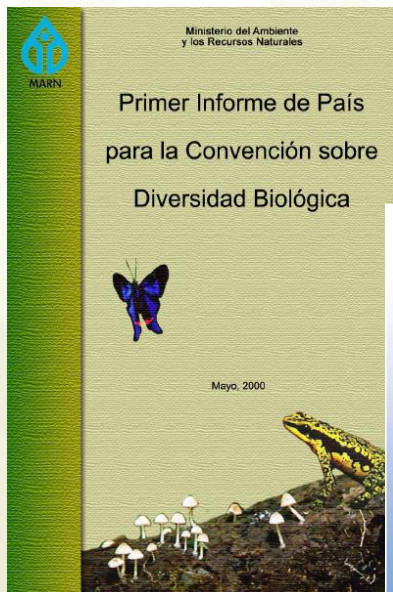 MARN
Ministerio del Ambiente
y los Recursos Naturales
Primer Informe de País
para la Convención sobre
Diversidad Biológica
Mayo, 2000